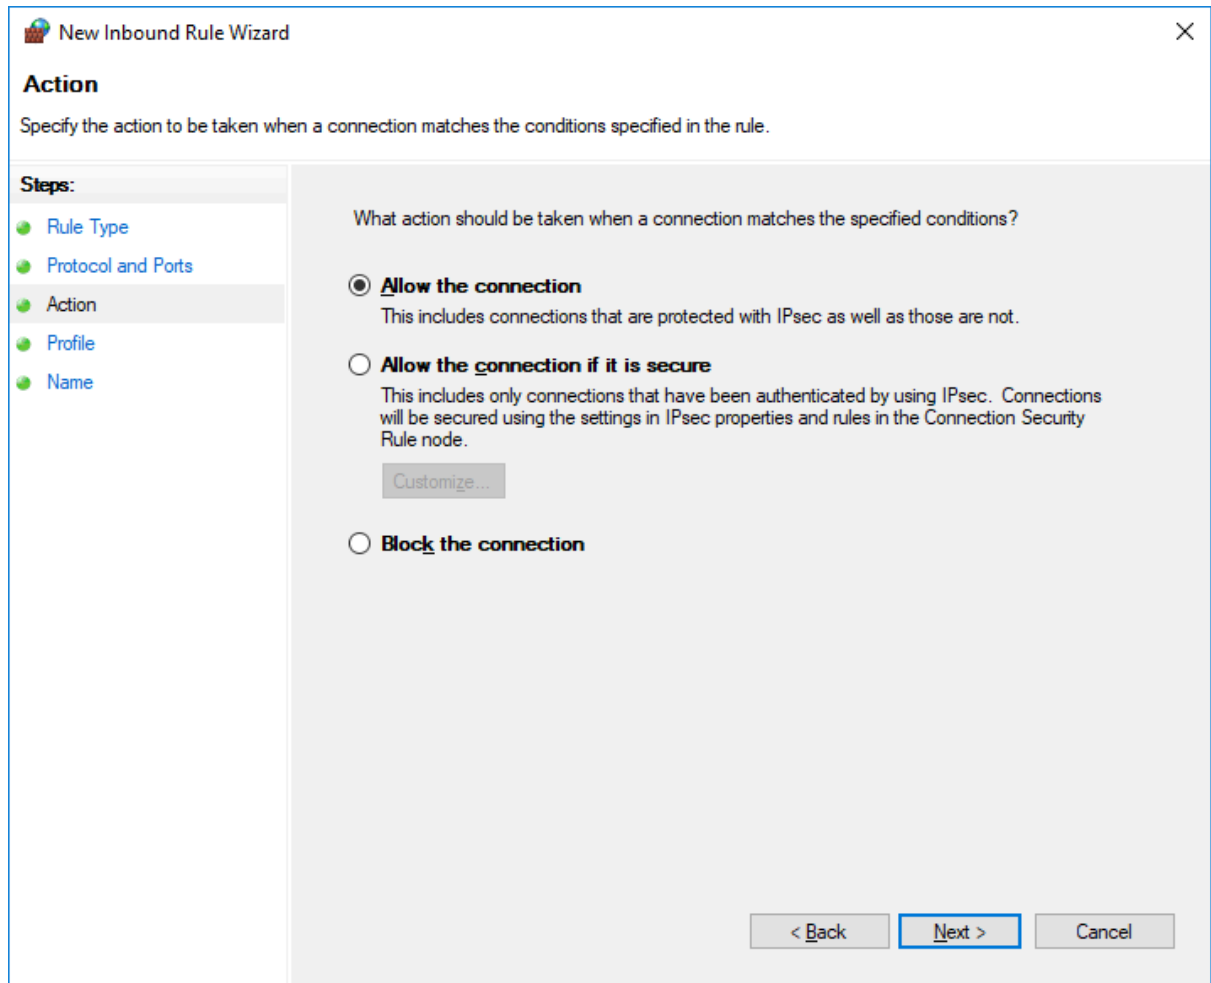 New Inbound Rule Wizard
Action
Specify the action to be taken when a connection matches the conditions specified in the rule.
Steps:
Rule Type
Protocol and Ports
Action
Profile
Name
What action should be taken when a connection matches the specified conditions?
Allow the connection
This includes connections that are protected with IPsec as well as those are not.
Allow the connection if it is secure
This includes only connections that have been authenticated by using IPsec. Connections
will be secured using the settings in IPsec properties and rules in the Connection Security
Rule node.
Customize...
Block the connection
< Back
Next >
Cancel